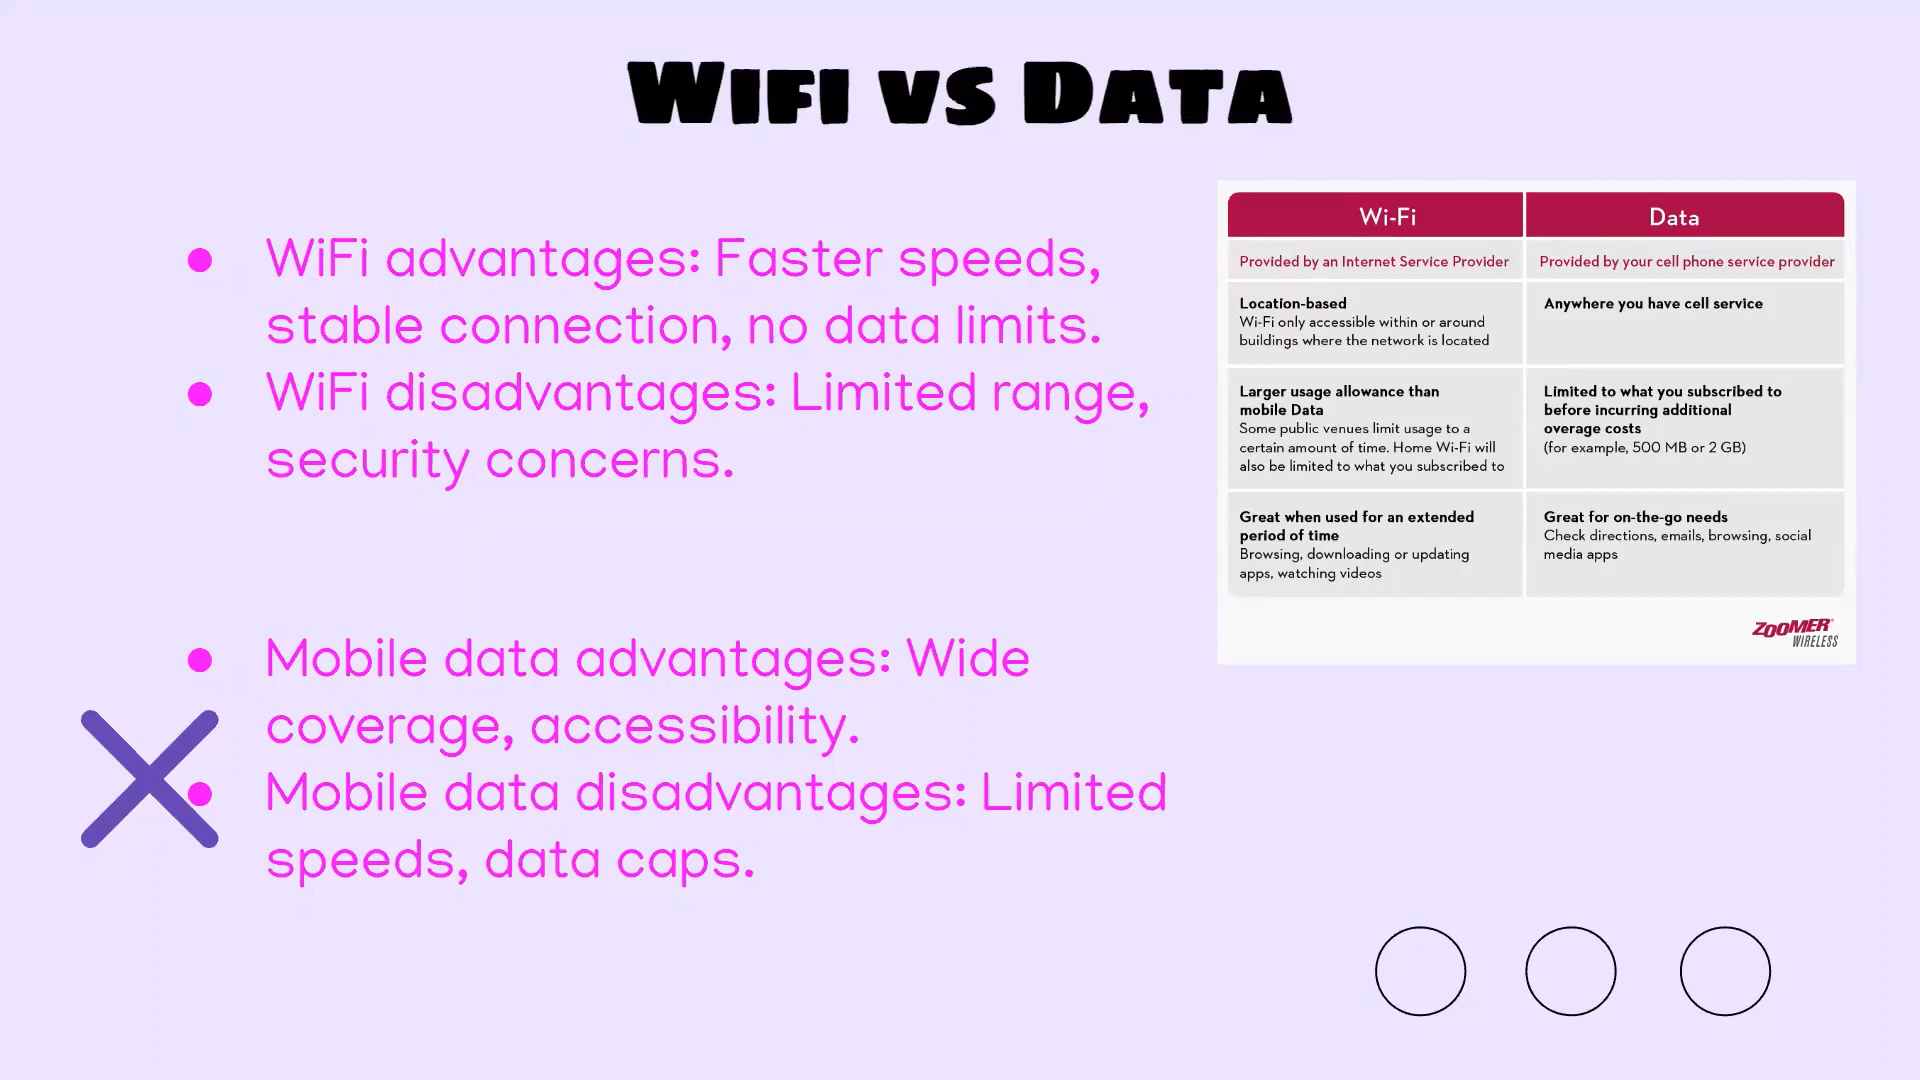 Wifi vs Data
● WiFi advantages: Faster speeds,
stable connection, no data limits.
● WiFi disadvantages: Limited range,
security concerns.
● Mobile data advantages: Wide
coverage, accessibility.
● Mobile data disadvantages: Limited
speeds, data caps.
Wi-Fi
Data
Provided by an Internet Service Provider
Provided by your cell phone service provider
Location-based
Wi-Fi only accessible within or around
buildings where the network is located
Anywhere you have cell service
Larger usage allowance than
mobile Data
Some public venues limit usage to a
certain amount of time. Home Wi-Fi will
also be limited to what you subscribed to
Limited to what you subscribed to
before incurring additional
overage costs
(for example, 500 MB or 2 GB)
Great when used for an extended
period of time
Browsing, downloading or updating
apps, watching videos
Great for on-the-go needs
Check directions, emails, browsing, social
media apps
ZOOMER
WIRELESS